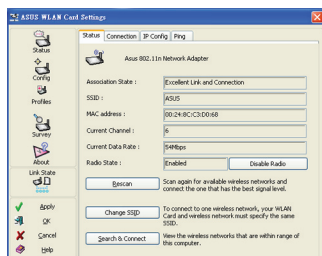 ASUS WLAN Card Settings
Status Connection IP Config Ping
Status
Config
Profiles
Survey
About
Link State
Apply
OK
Cancel
Help
Asus 802.11n Network Adapter
Association State : Excellent Link and Connection
SSID : ASUS
MAC address : 00:24:8C:C3:D0:68
Current Channel : 6
Current Data Rate : 54Mbps
Radio State : Enabled Disable Radio
Rescan
Scan again for available wireless networks and
connect the one that has the best signal level.
Change SSID
To connect to one wireless network, your WLAN
Card and wireless network must specify the same
SSID.
Search & Connect
View the wireless networks that are within range of
this computer.